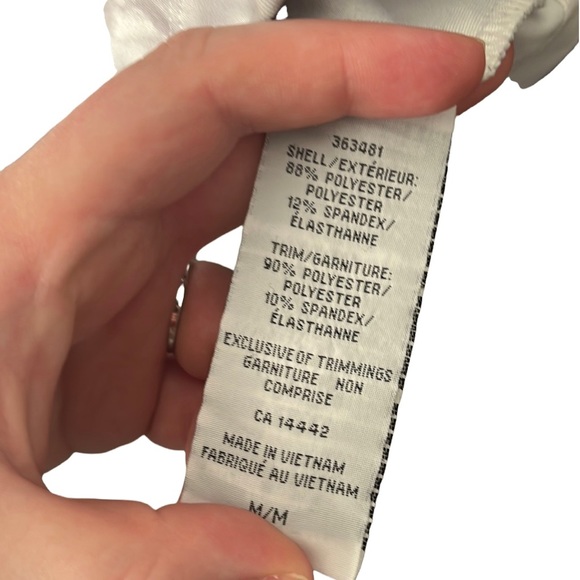 363481
SHELL/EXTÉRIEUR:
88% POLYESTER/
POLYESTER
12% SPANDEX/
ÉLASTHANNE
TRIM/GARNITURE:
90% POLYESTER/
POLYESTER
10% SPANDEX/
ÉLASTHANNE
EXCLUSIVE OF TRIMMINGS
GARNITURE NON
COMPRISE
CA 14442
MADE IN VIETNAM
FABRIQUÉ AU VIETNAM
M/M